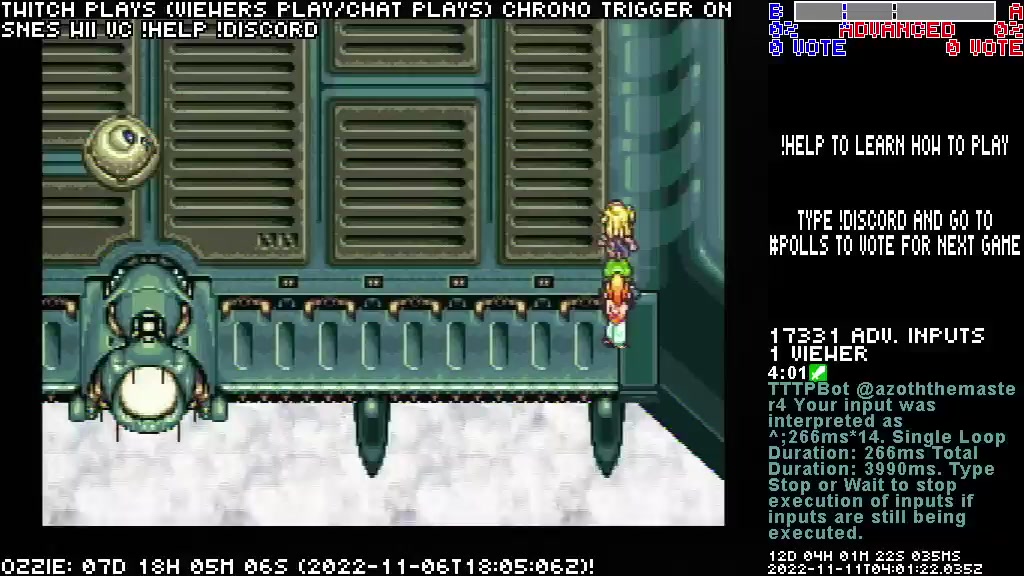 TWITCH PLAYS (VIEWERS PLAY/CHAT PLAYS) CHRONO TRIGGER ON
SNES WII VC !HELP !DISCORD
B A
0% ADVANCED 0%
0 VOTE 0 VOTE
!HELP TO LEARN HOW TO PLAY
TYPE !DISCORD AND GO TO
#POLLS TO VOTE FOR NEXT GAME
17331 ADV. INPUTS
1 VIEWER
4:01
TTTPBot @azoththemaste
r4 Your input was
interpreted as
^;266ms*14. Single Loop
Duration: 266ms Total
Duration: 3990ms. Type
Stop or Wait to stop
execution of inputs if
inputs are still being
executed.
12D 04H 01M 22S 035MS
2022-11-11T04:01:22.035Z
OZZIE: 07D 18H 05M 06S (2022-11-06T18:05:06Z)!